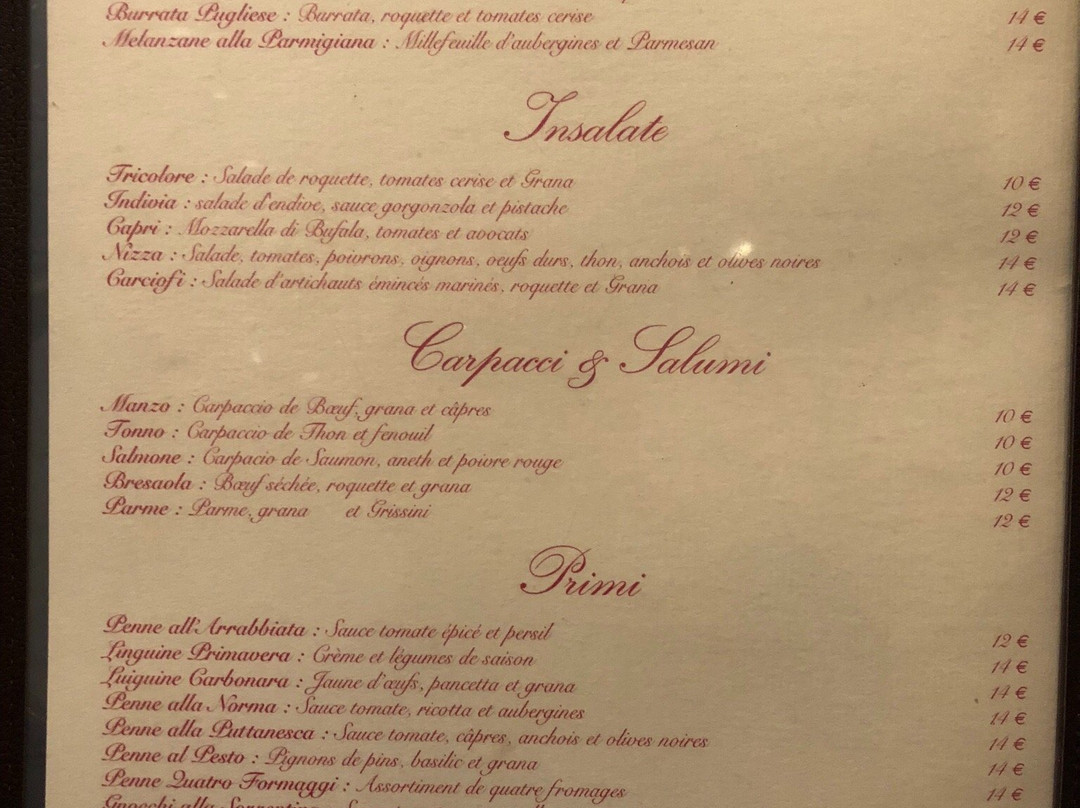 Burrata Pugliese : Burrata, roquette et tomates cerise 14 €
Melanzane alla Parmigiana : Millefeuille d'aubergines et Parmesan 14 €
Insalate
Tricolore : Salade de roquette, tomates cerise et Grana 10 €
Indivia : salade d'endive, sauce gorgonzola et pistache 12 €
Capri : Mozzarella di Bufala, tomates et avocats 12 €
Nizza : Salade, tomates, poivrons, oignons, oeufs durs, thon, anchois et olives noires 14 €
Carciofi : Salade d'artichauts émincés marinés, roquette et Grana 14 €
Carpacci & Salumi
Manzo : Carpaccio de Bœuf, grana et câpres 10 €
Tonno : Carpaccio de Thon et fenouil 10 €
Salmone : Carpacio de Saumon, aneth et poivre rouge 10 €
Bresaola : Bœuf séchée, roquette et grana 12 €
Parme : Parme, grana et Grissini 12 €
Primi
Penne all'Arrabbiata : Sauce tomate épicé et persil 12 €
Linguine Primavera : Crème et légumes de saison 14 €
Luiguine Carbonara : Jaune d'œufs, pancetta et grana 14 €
Penne alla Norma : Sauce tomate, ricotta et aubergines 14 €
Penne alla Puttanesca : Sauce tomate, câpres, anchois et olives noires 14 €
Penne al Pesto : Pignons de pins, basilic et grana 14 €
Penne Quatro Formaggi : Assortiment de quatre fromages 14 €
Gnocchi alla Sorrentina